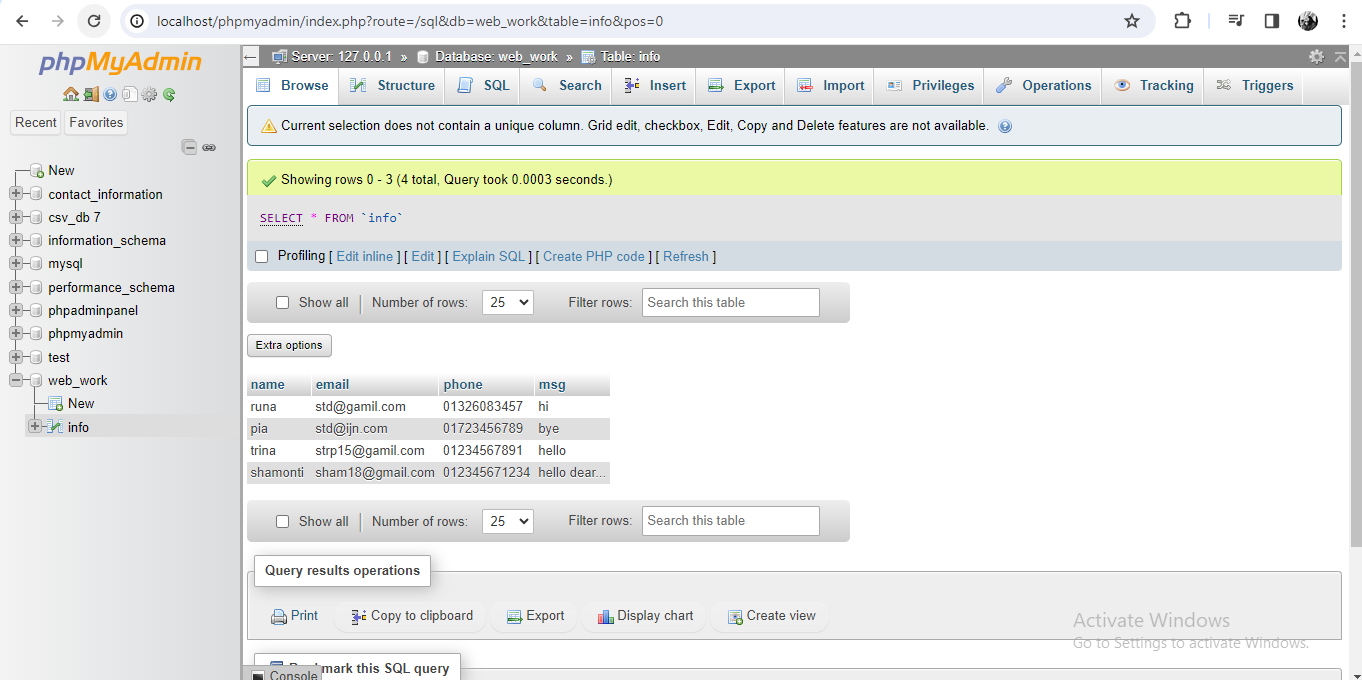 localhost/phpmyadmin/index.php?route=/sql&db=web_work&table=info&pos=0
phpMyAdmin
Recent Favorites
New
contact_information
csv_db 7
information_schema
mysql
performance_schema
phpadminpanel
phpmyadmin
test
web_work
New
info
Server: 127.0.0.1 » Database: web_work » Table: info
Browse Structure SQL Search Insert Export Import Privileges Operations Tracking Triggers
Current selection does not contain a unique column. Grid edit, checkbox, Edit, Copy and Delete features are not available.
Showing rows 0 - 3 (4 total, Query took 0.0003 seconds.)
SELECT * FROM `info`
Profiling [ Edit inline ] [ Edit ] [ Explain SQL ] [ Create PHP code ] [ Refresh ]
Show all Number of rows: 25 Filter rows: Search this table
Extra options
name email phone msg
runa std@gamil.com 01326083457 hi
pia std@ijn.com 01723456789 bye
trina strp15@gamil.com 01234567891 hello
shamonti sham18@gmail.com 012345671234 hello dear...
Show all Number of rows: 25 Filter rows: Search this table
Query results operations
Print Copy to clipboard Export Display chart Create view
Activate Windows
Go to Settings to activate Windows.
mark this SQL query
Console